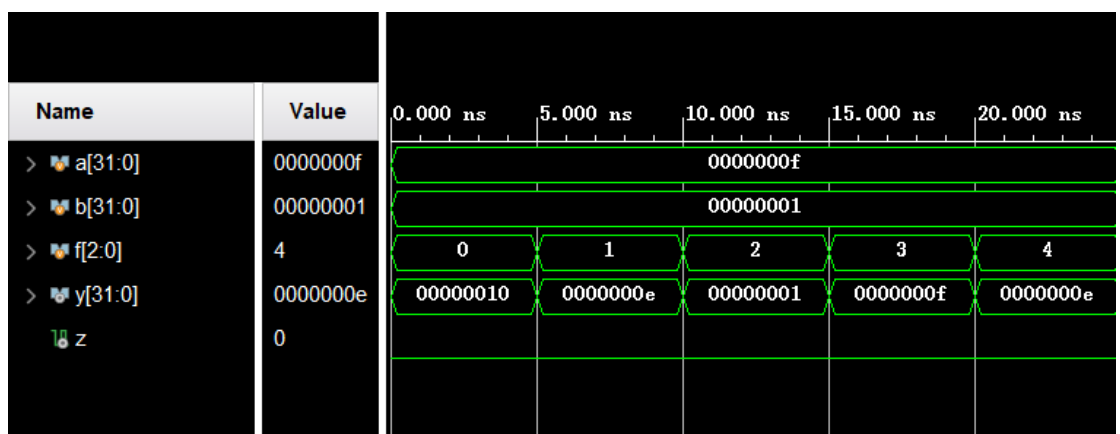 Name Value 0.000 ns 5.000 ns 10.000 ns 15.000 ns 20.000 ns
a[31:0] 0000000f 0000000f
b[31:0] 00000001 00000001
f[2:0] 4 0 1 2 3 4
y[31:0] 0000000e 00000010 0000000e 00000001 0000000f 0000000e
z 0